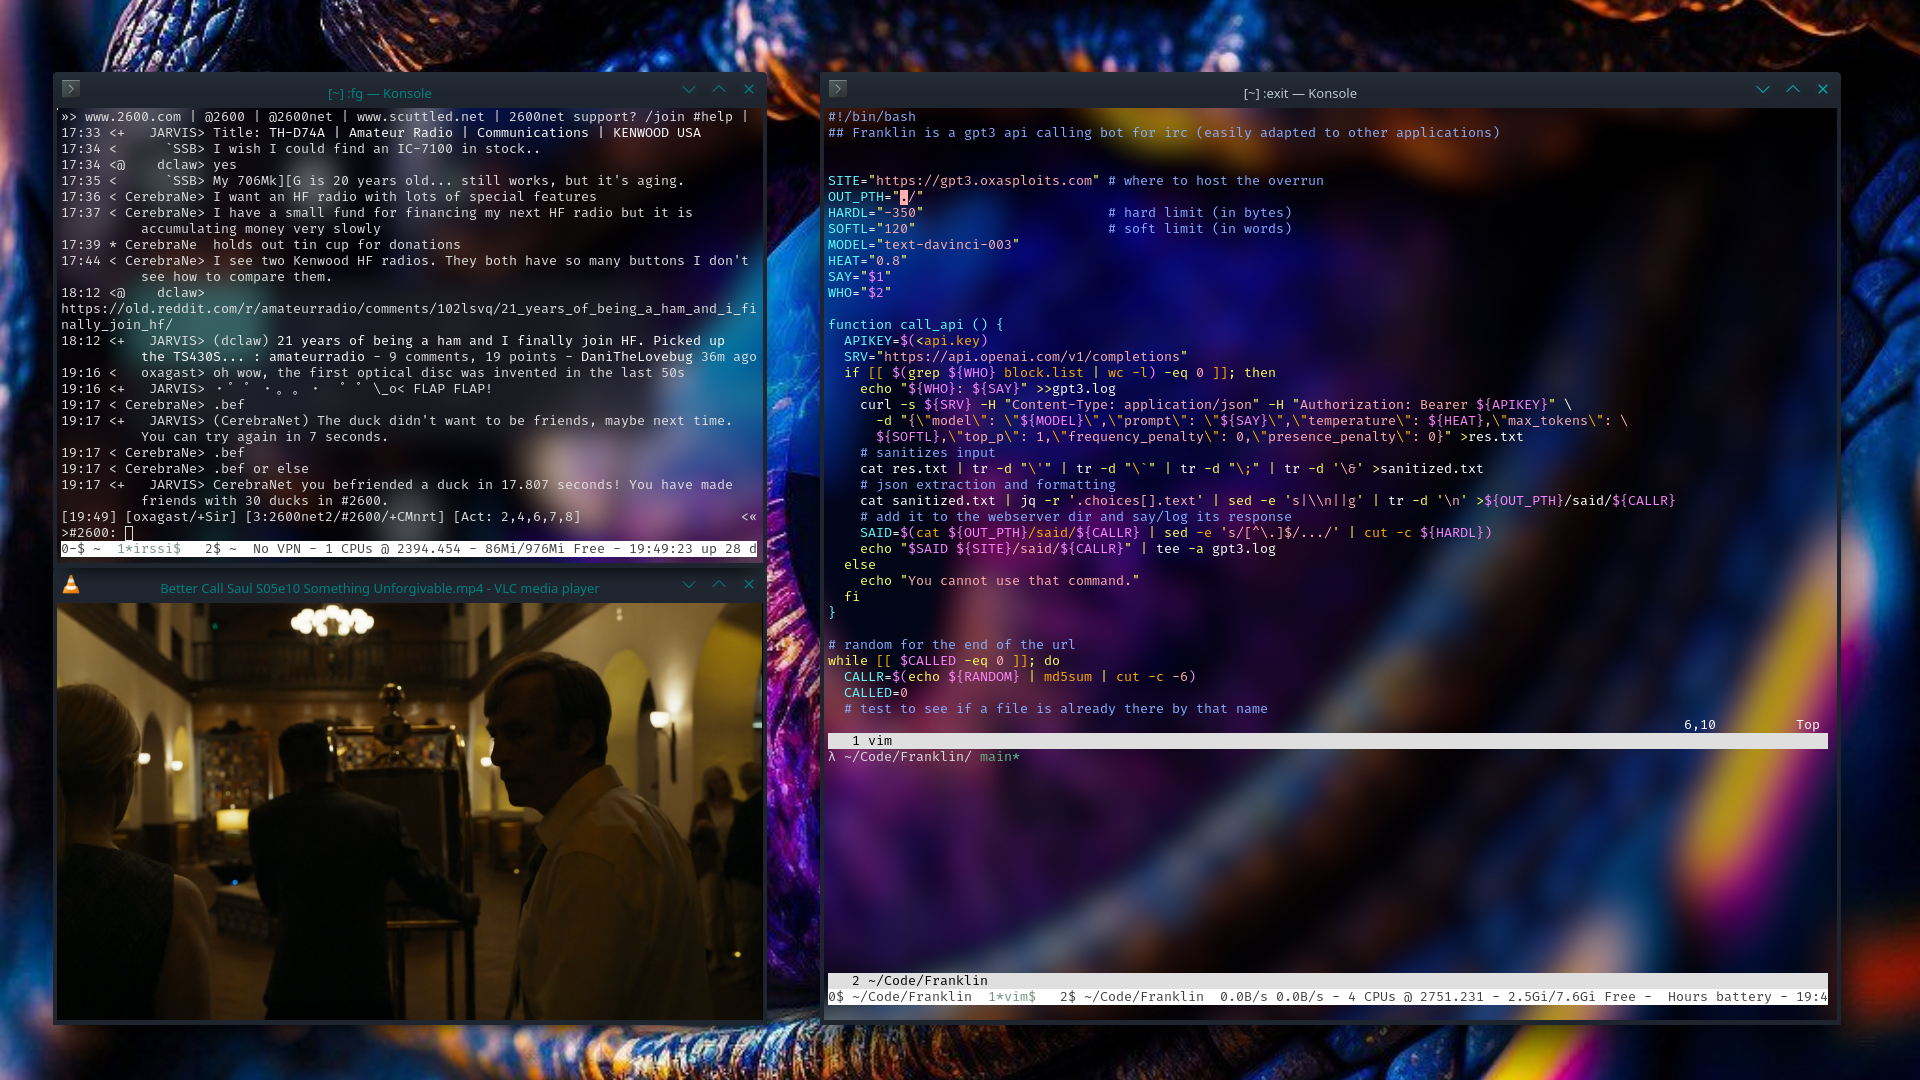 [~] :fg — Konsole
»> www.2600.com | @2600 | @2600net | www.scuttled.net | 2600net support? /join #help |
17:33 <+   JARVIS> Title: TH-D74A | Amateur Radio | Communications | KENWOOD USA
17:34 <      `SSB> I wish I could find an IC-7100 in stock..
17:34 <@    dclaw> yes
17:35 <      `SSB> My 706Mk][G is 20 years old... still works, but it's aging.
17:36 < CerebraNe> I want an HF radio with lots of special features
17:37 < CerebraNe> I have a small fund for financing my next HF radio but it is
accumulating money very slowly
17:39 * CerebraNe  holds out tin cup for donations
17:44 < CerebraNe> I see two Kenwood HF radios. They both have so many buttons I don't
see how to compare them.
18:12 <@    dclaw>
https://old.reddit.com/r/amateurradio/comments/102lsvq/21_years_of_being_a_ham_and_i_fi
nally_join_hf/
18:12 <+   JARVIS> (dclaw) 21 years of being a ham and I finally join HF. Picked up
the TS430S... : amateurradio - 9 comments, 19 points - DaniTheLovebug 36m ago
19:16 <   oxagast> oh wow, the first optical disc was invented in the last 50s
19:16 <+   JARVIS> ・゜゜・。。・゜゜\_o< FLAP FLAP!
19:17 < CerebraNe> .bef
19:17 <+   JARVIS> (CerebraNet) The duck didn't want to be friends, maybe next time.
You can try again in 7 seconds.
19:17 < CerebraNe> .bef
19:17 < CerebraNe> .bef or else
19:17 <+   JARVIS> CerebraNet you befriended a duck in 17.807 seconds! You have made
friends with 30 ducks in #2600.
[19:49] [oxagast/+Sir] [3:2600net2/#2600/+CMnrt] [Act: 2,4,6,7,8]                    <«
>#2600:
0-$ ~  1*irssi$   2$ ~  No VPN - 1 CPUs @ 2394.454 - 86Mi/976Mi Free - 19:49:23 up 28 d
Better Call Saul S05e10 Something Unforgivable.mp4 - VLC media player
[~] :exit — Konsole
#!/bin/bash
## Franklin is a gpt3 api calling bot for irc (easily adapted to other applications)
SITE="https://gpt3.oxasploits.com" # where to host the overrun
OUT_PTH="./"
HARDL="-350"                       # hard limit (in bytes)
SOFTL="120"                        # soft limit (in words)
MODEL="text-davinci-003"
HEAT="0.8"
SAY="$1"
WHO="$2"
function call_api () {
  APIKEY=$(<api.key)
  SRV="https://api.openai.com/v1/completions"
  if [[ $(grep ${WHO} block.list | wc -l) -eq 0 ]]; then
    echo "${WHO}: ${SAY}" >>gpt3.log
    curl -s ${SRV} -H "Content-Type: application/json" -H "Authorization: Bearer ${APIKEY}" \
      -d "{\"model\": \"${MODEL}\",\"prompt\": \"${SAY}\",\"temperature\": ${HEAT},\"max_tokens\": \
      ${SOFTL},\"top_p\": 1,\"frequency_penalty\": 0,\"presence_penalty\": 0}" >res.txt
    # sanitizes input
    cat res.txt | tr -d "\'" | tr -d "\`" | tr -d "\;" | tr -d '\&' >sanitized.txt
    # json extraction and formatting
    cat sanitized.txt | jq -r '.choices[].text' | sed -e 's|\\n||g' | tr -d '\n' >${OUT_PTH}/said/${CALLR}
    # add it to the webserver dir and say/log its response
    SAID=$(cat ${OUT_PTH}/said/${CALLR} | sed -e 's/[^\.]$/.../' | cut -c ${HARDL})
    echo "$SAID ${SITE}/said/${CALLR}" | tee -a gpt3.log
  else
    echo "You cannot use that command."
  fi
}
# random for the end of the url
while [[ $CALLED -eq 0 ]]; do
  CALLR=$(echo ${RANDOM} | md5sum | cut -c -6)
  CALLED=0
  # test to see if a file is already there by that name
6,10          Top
1 vim
λ ~/Code/Franklin/ main*
2 ~/Code/Franklin
0$ ~/Code/Franklin  1*vim$   2$ ~/Code/Franklin  0.0B/s 0.0B/s - 4 CPUs @ 2751.231 - 2.5Gi/7.6Gi Free -  Hours battery - 19:4